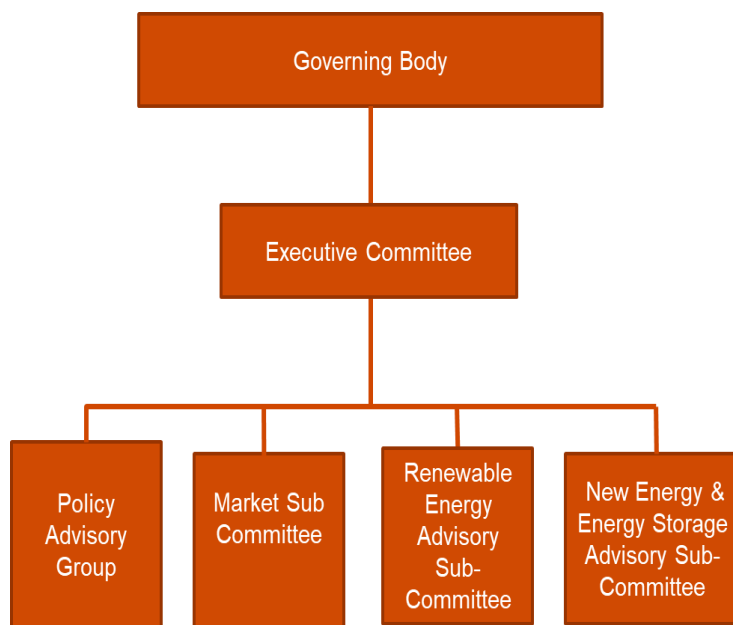 Governing Body
Executive Committee
Policy
Advisory
Group
Market Sub
Committee
Renewable
Energy
Advisory
Sub-
Committee
New Energy &
Energy Storage
Advisory Sub-
Committee